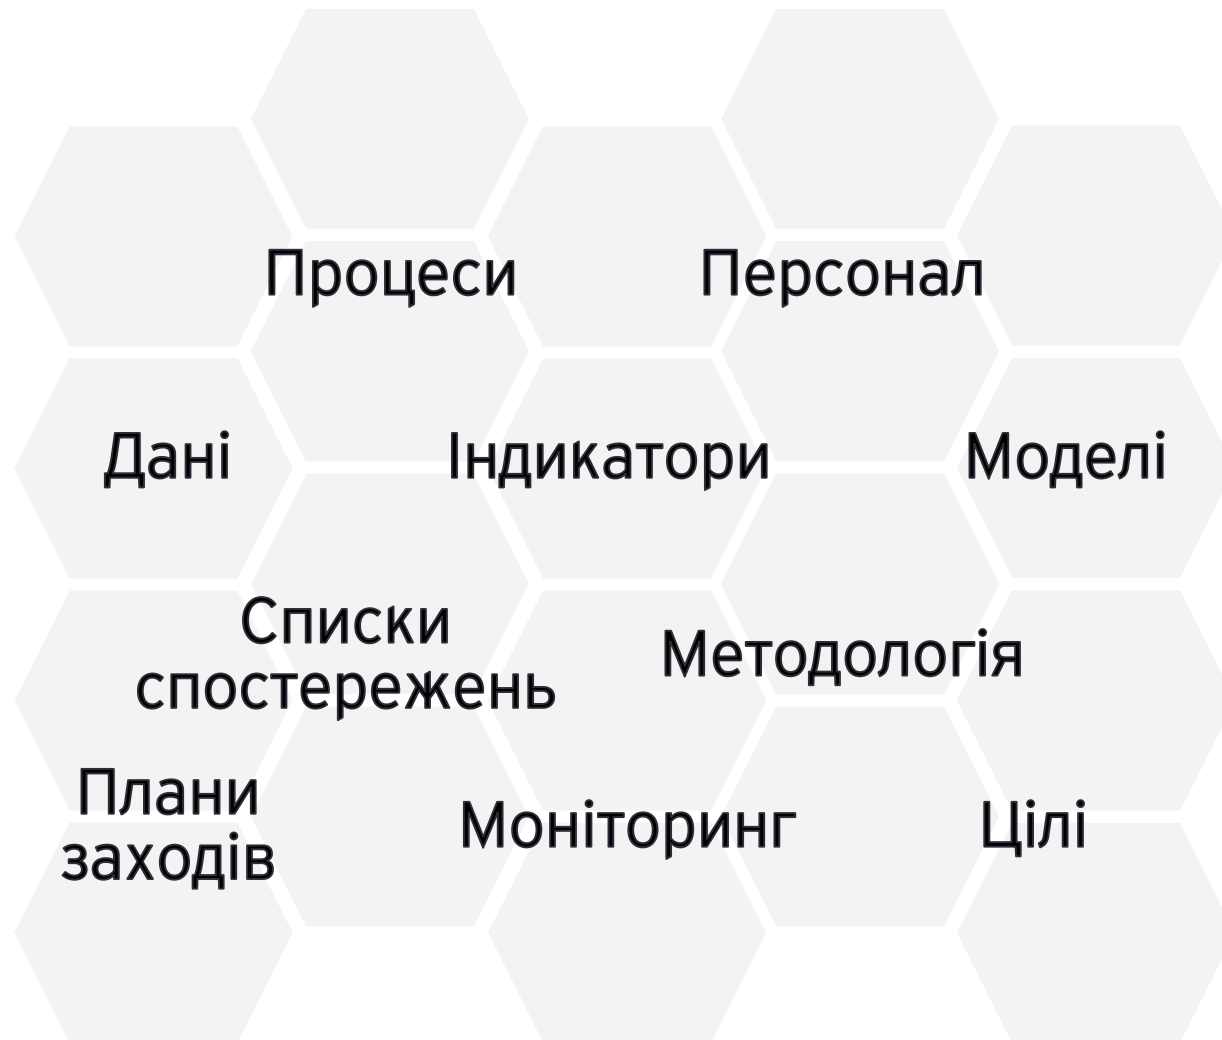 Процеси
Персонал
Дані
Індикатори
Моделі
Списки
спостережень
Методологія
Плани
заходів
Моніторинг
Цілі